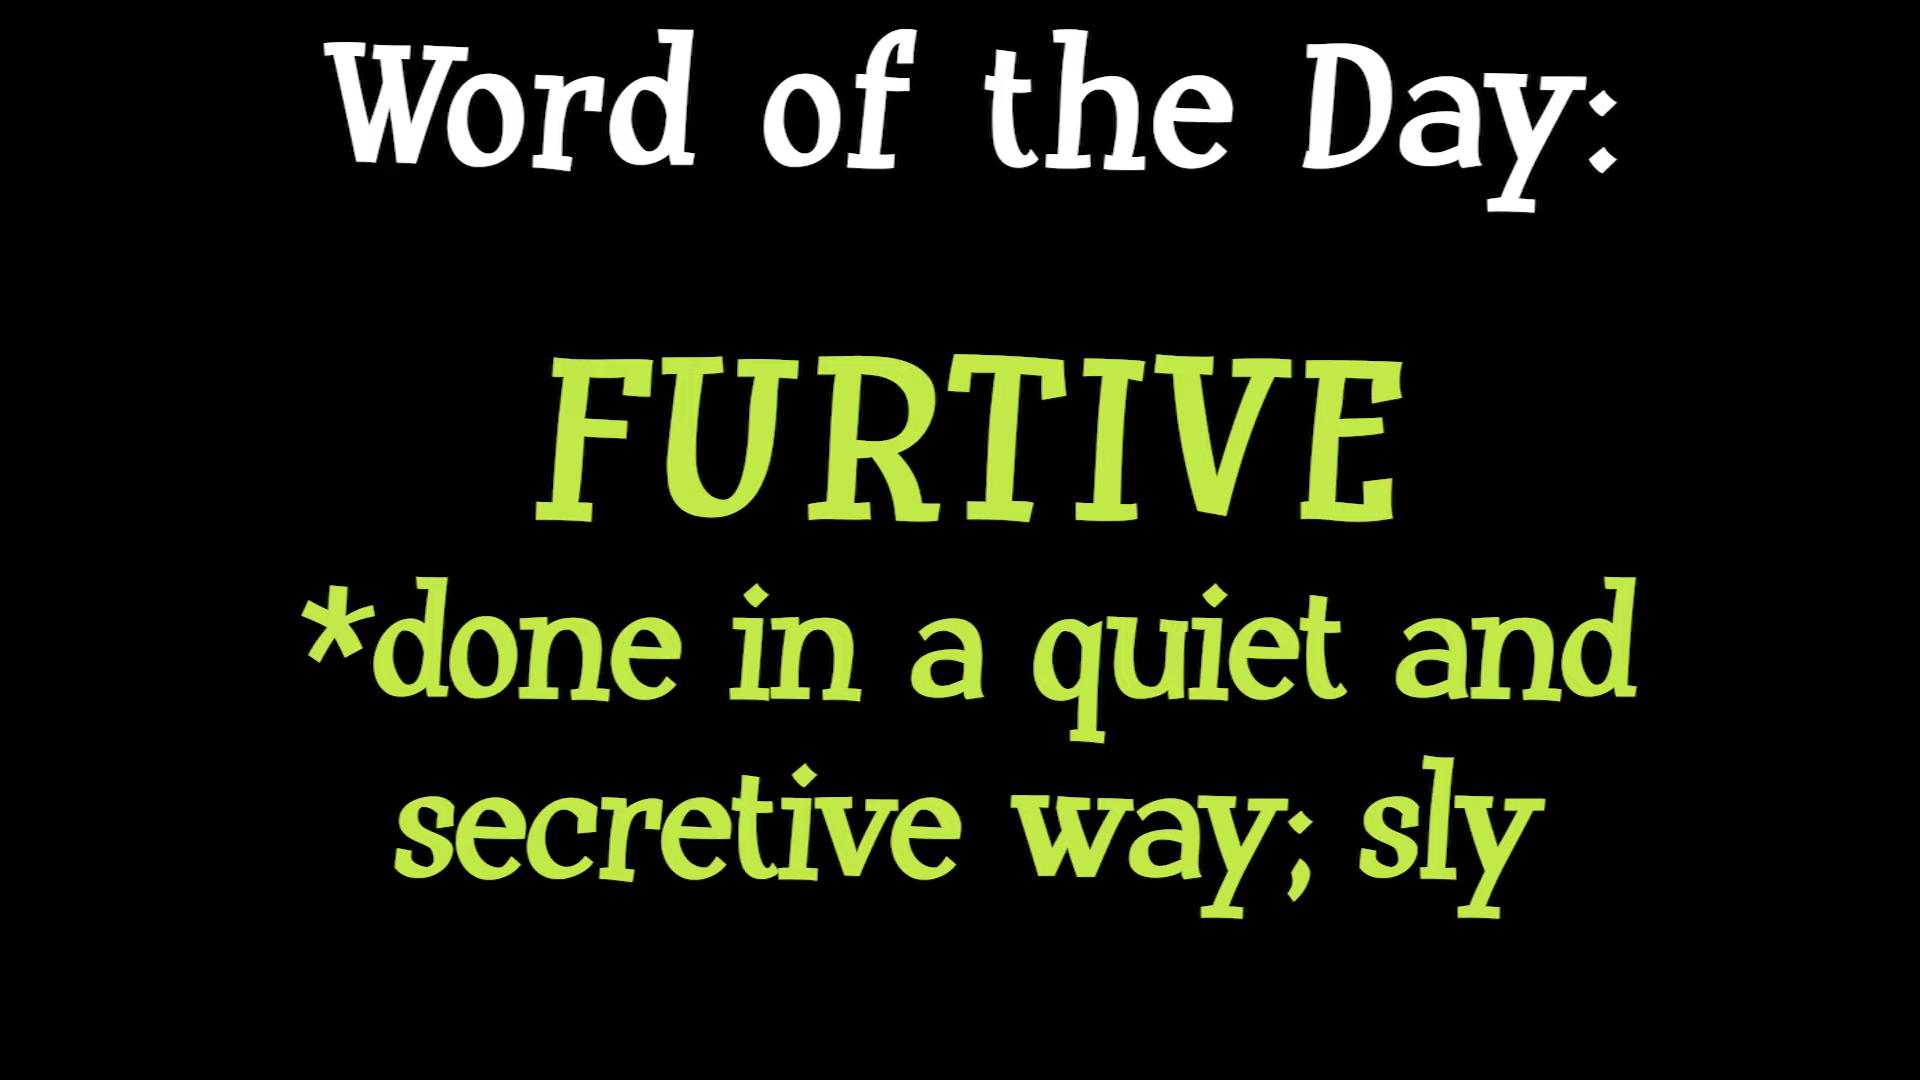 Word of the Day:
FURTIVE
*done in a quiet and
secretive way; sly